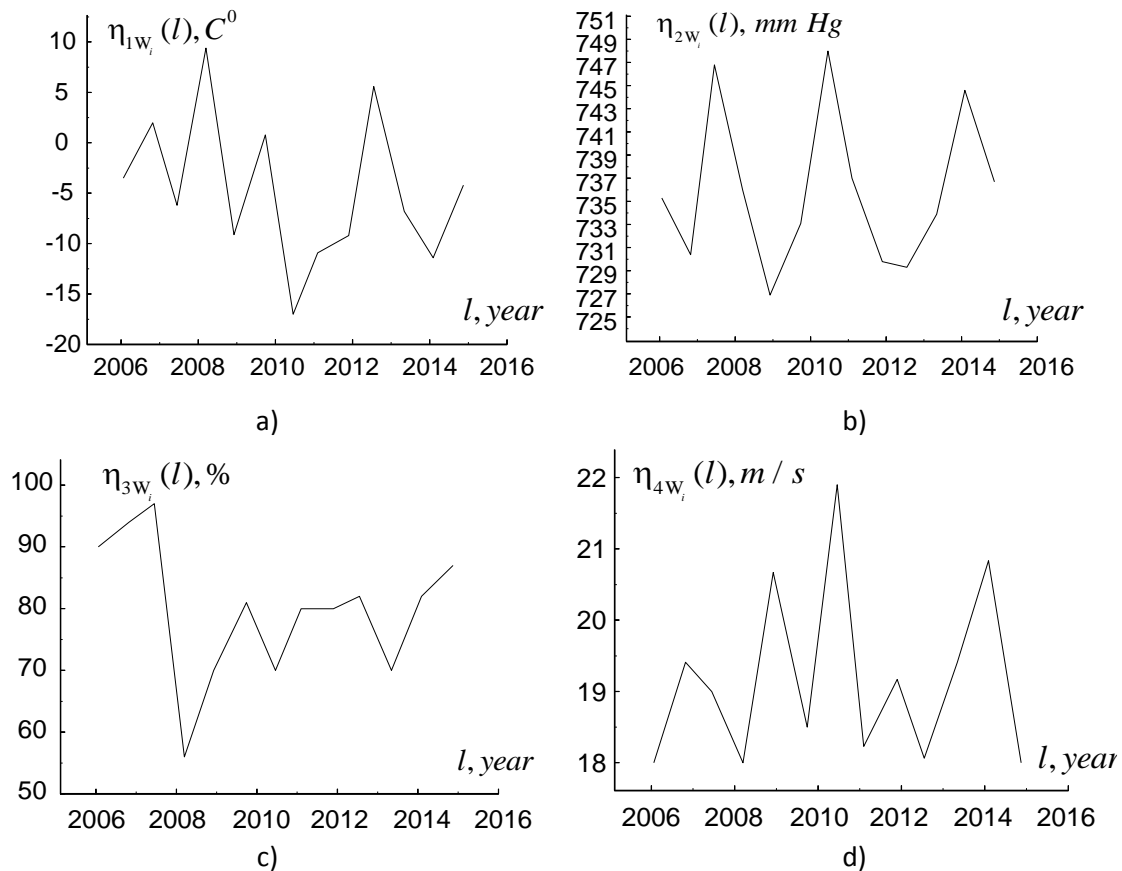 η₁Wᵢ(l), C⁰
10
5
0
-5
-10
-15
-20
2006 2008 2010 2012 2014 2016
l, year
a)
η₂Wᵢ(l), mm Hg
751
749
747
745
743
741
739
737
735
733
731
729
727
725
2006 2008 2010 2012 2014 2016
l, year
b)
η₃Wᵢ(l), %
100
90
80
70
60
50
2006 2008 2010 2012 2014 2016
l, year
c)
η₄Wᵢ(l), m / s
22
21
20
19
18
2006 2008 2010 2012 2014 2016
l, year
d)